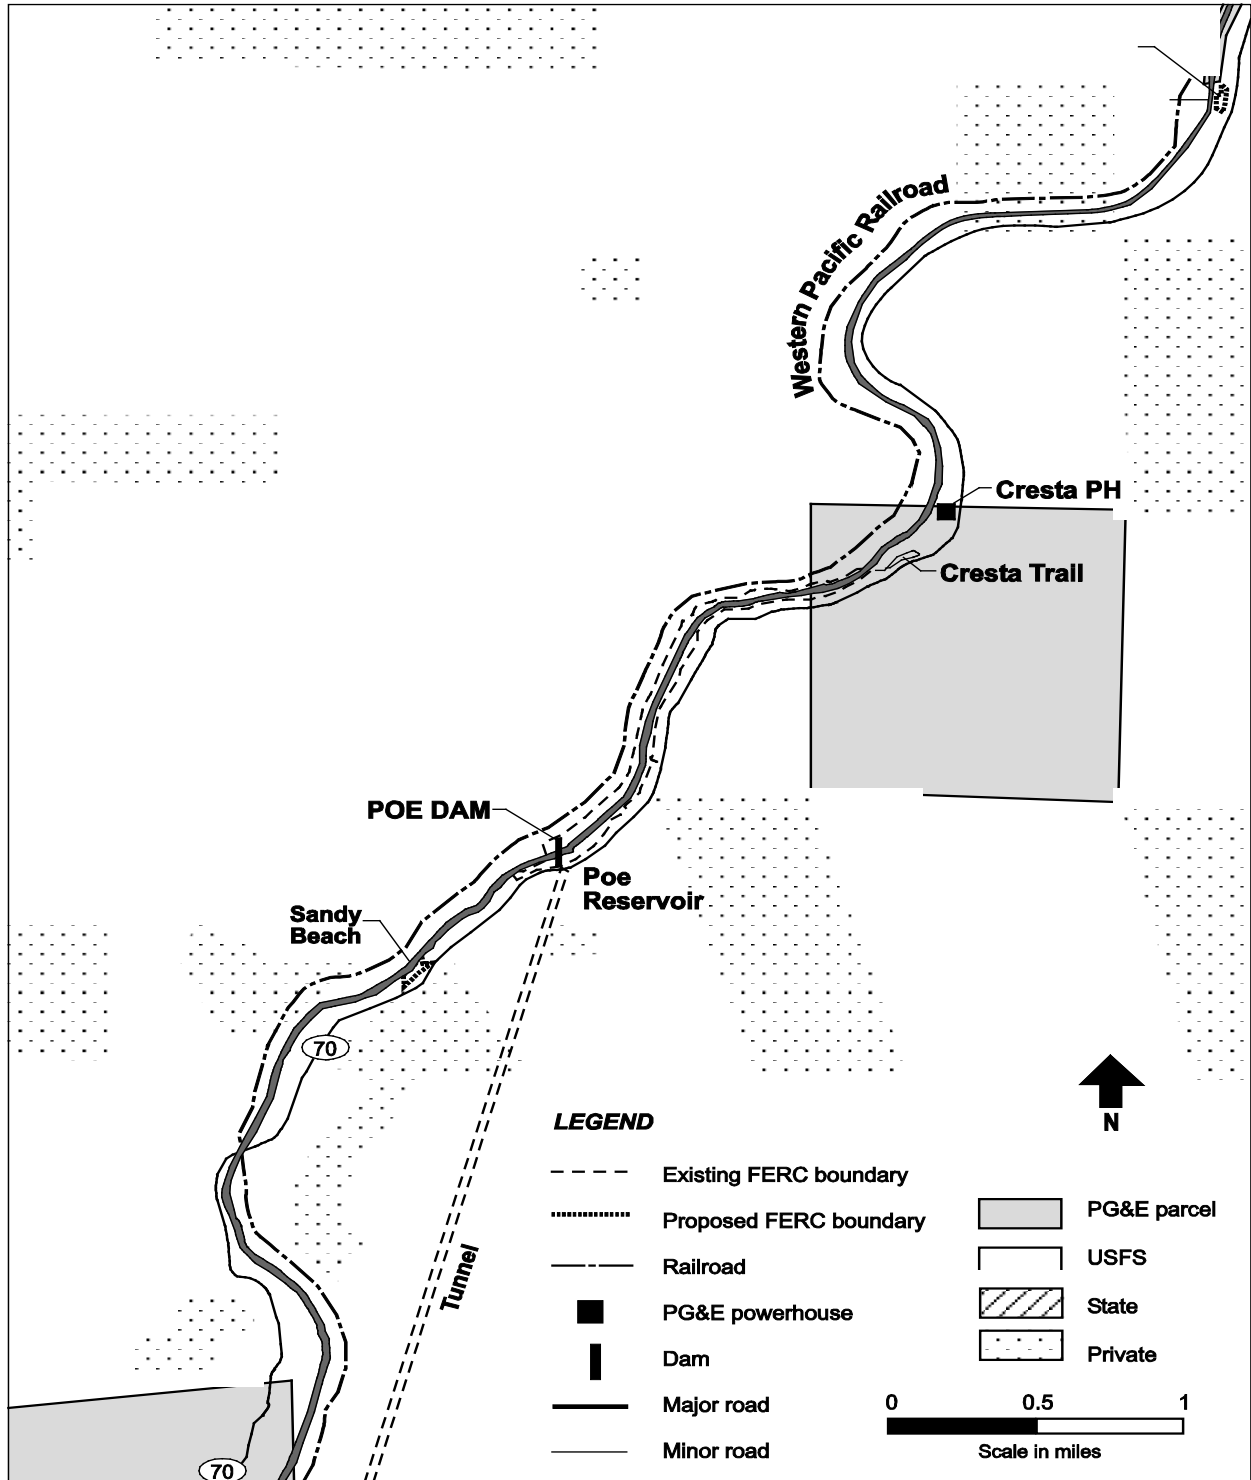 Western Pacific Railroad
Cresta PH
Cresta Trail
POE DAM
Poe
Reservoir
Sandy
Beach
70
Tunnel
70
N
LEGEND
Existing FERC boundary
Proposed FERC boundary
Railroad
PG&E powerhouse
Dam
Major road
Minor road
PG&E parcel
USFS
State
Private
0 0.5 1
Scale in miles